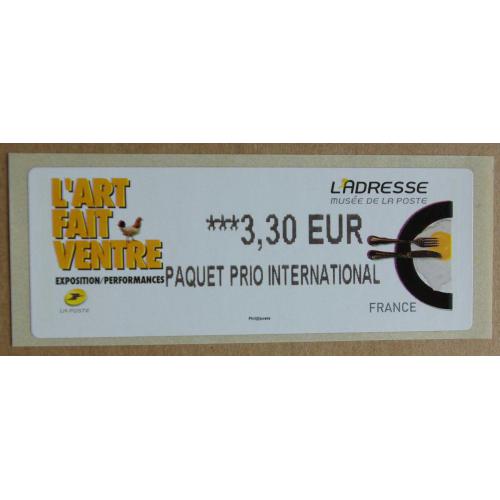 L'ART
FAIT
VENTRE
EXPOSITION/PERFORMANCES
LA POSTE
***3,30 EUR
PAQUET PRIO INTERNATIONAL
L'ADRESSE
MUSÉE DE LA POSTE
FRANCE